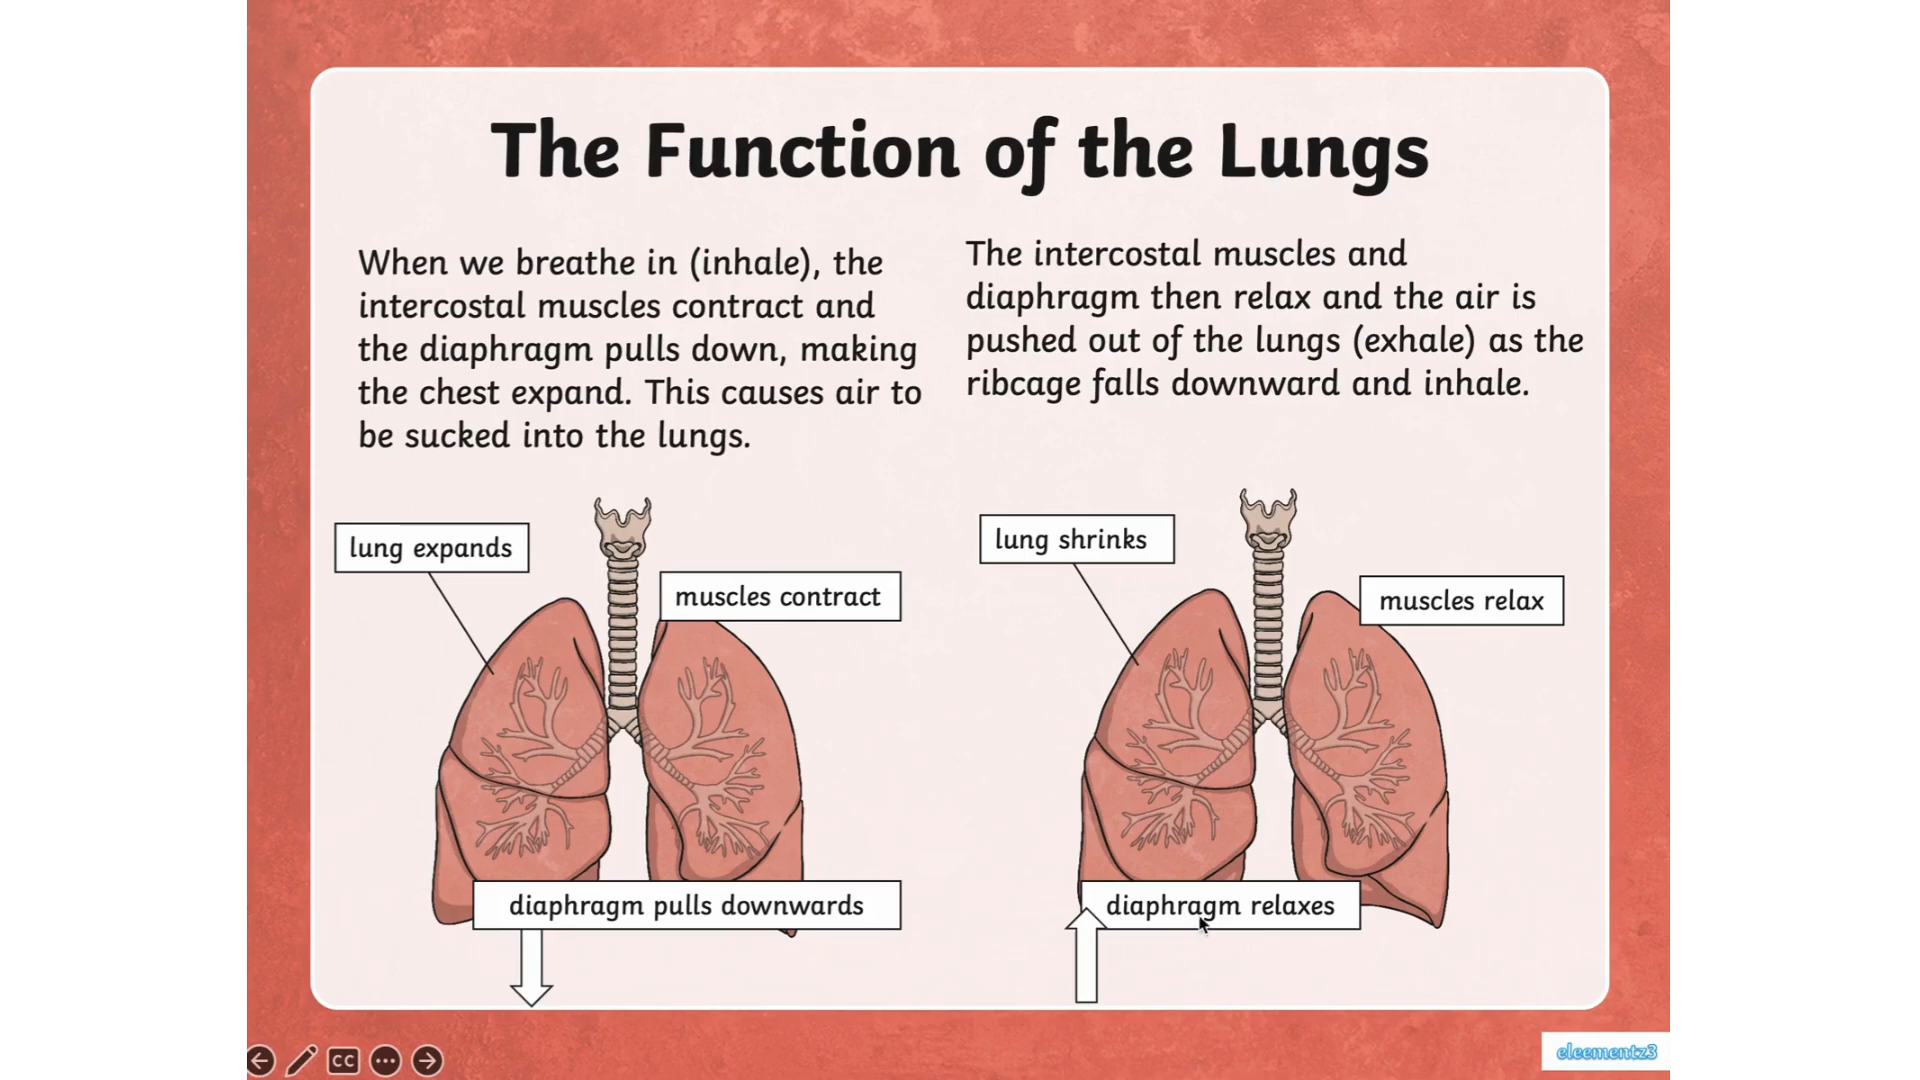 The Function of the Lungs
When we breathe in (inhale), the
intercostal muscles contract and
the diaphragm pulls down, making
the chest expand. This causes air to
be sucked into the lungs.
The intercostal muscles and
diaphragm then relax and the air is
pushed out of the lungs (exhale) as the
ribcage falls downward and inhale.
lung expands
muscles contract
diaphragm pulls downwards
lung shrinks
muscles relax
diaphragm relaxes
CC
eleementz3